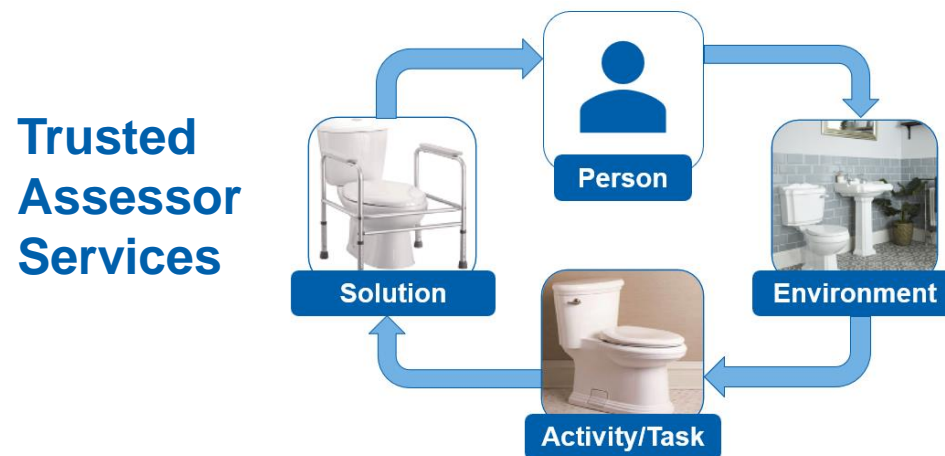 Trusted
Assessor
Services
Person
Environment
Activity/Task
Solution